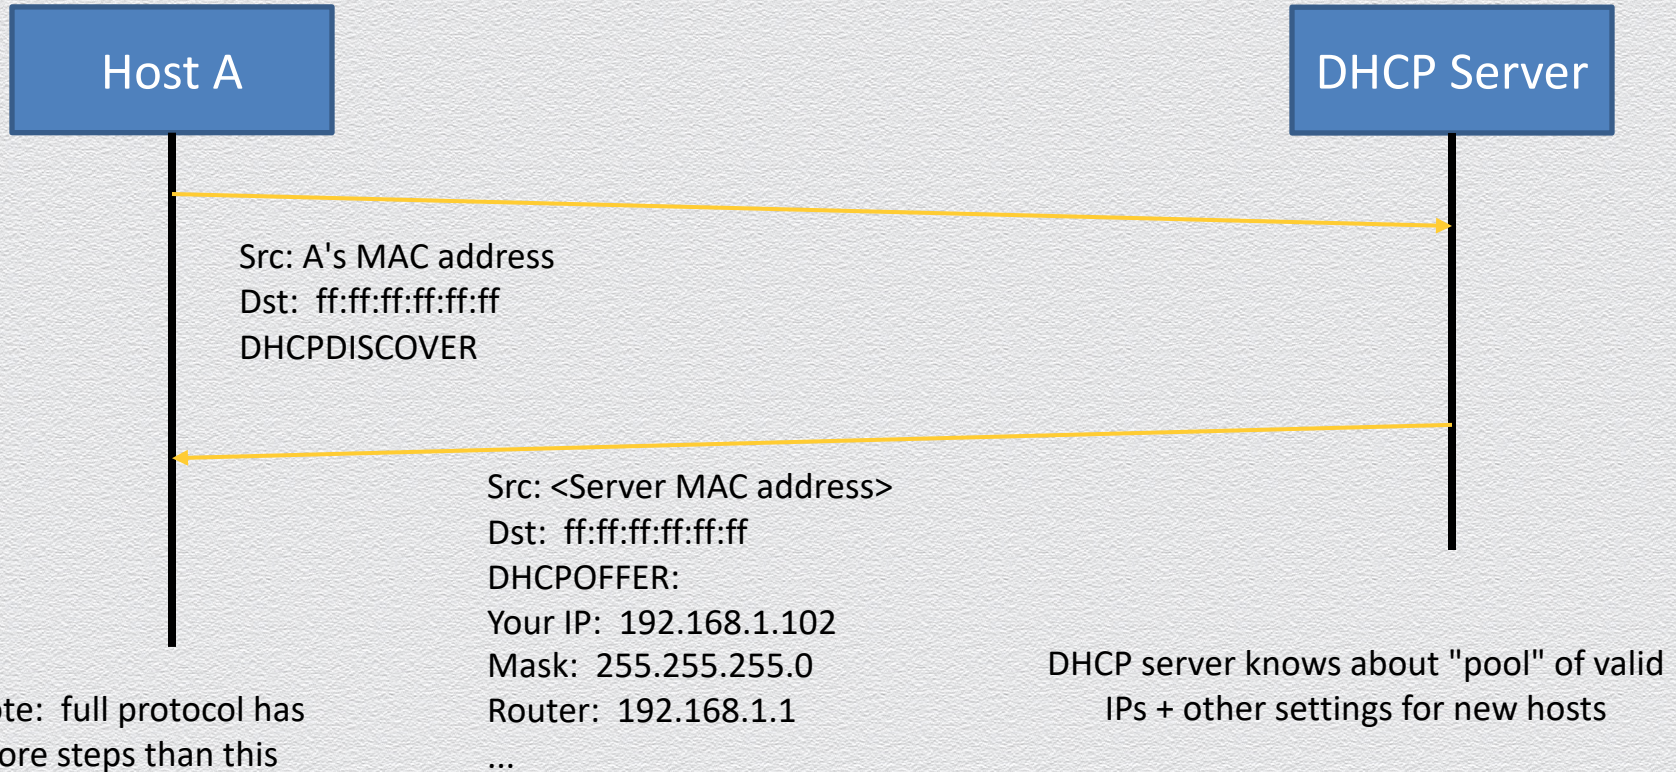 Host A
DHCP Server
Src: A's MAC address
Dst: ff:ff:ff:ff:ff:ff
DHCPDISCOVER
Src: <Server MAC address>
Dst: ff:ff:ff:ff:ff:ff
DHCPOFFER:
Your IP: 192.168.1.102
Mask: 255.255.255.0
Router: 192.168.1.1
...
DHCP server knows about "pool" of valid
IPs + other settings for new hosts
full protocol has
steps than this